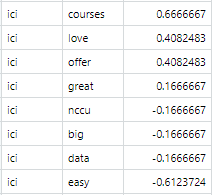 ici courses 0.6666667
ici love 0.4082483
ici offer 0.4082483
ici great 0.1666667
ici nccu -0.1666667
ici big -0.1666667
ici data -0.1666667
ici easy -0.6123724